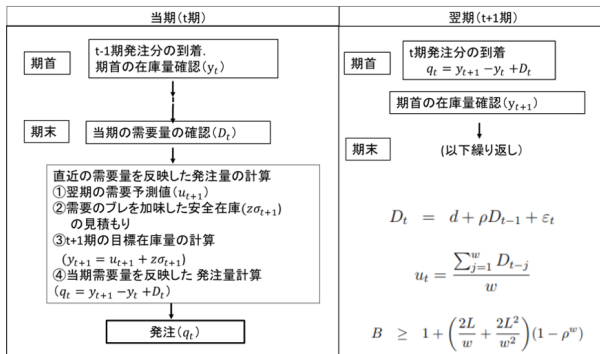 当期（t期）
期首
t-1期発注分の到着．
期首の在庫量確認（y_t）
期末
当期の需要量の確認（D_t）
直近の需要量を反映した発注量の計算
①翌期の需要予測値（u_{t+1}）
②需要のブレを加味した安全在庫（zσ_{t+1}）
の見積もり
③t+1期の目標在庫量の計算
（y_{t+1} = u_{t+1} + zσ_{t+1}）
④当期需要量を反映した 発注量計算
（q_t = y_{t+1} −y_t +D_t）
発注（q_t）
翌期（t+1期）
期首
t期発注分の到着
q_t = y_{t+1} −y_t +D_t
期首の在庫量確認（y_{t+1}）
期末
（以下繰り返し）
D_t = d + ρD_{t−1} + ε_t
u_t = \frac{\sum_{j=1}^{w} D_{t−j}}{w}
B ≥ 1 + \left(\frac{2L}{w} + \frac{2L^2}{w^2}\right)(1 − ρ^w)